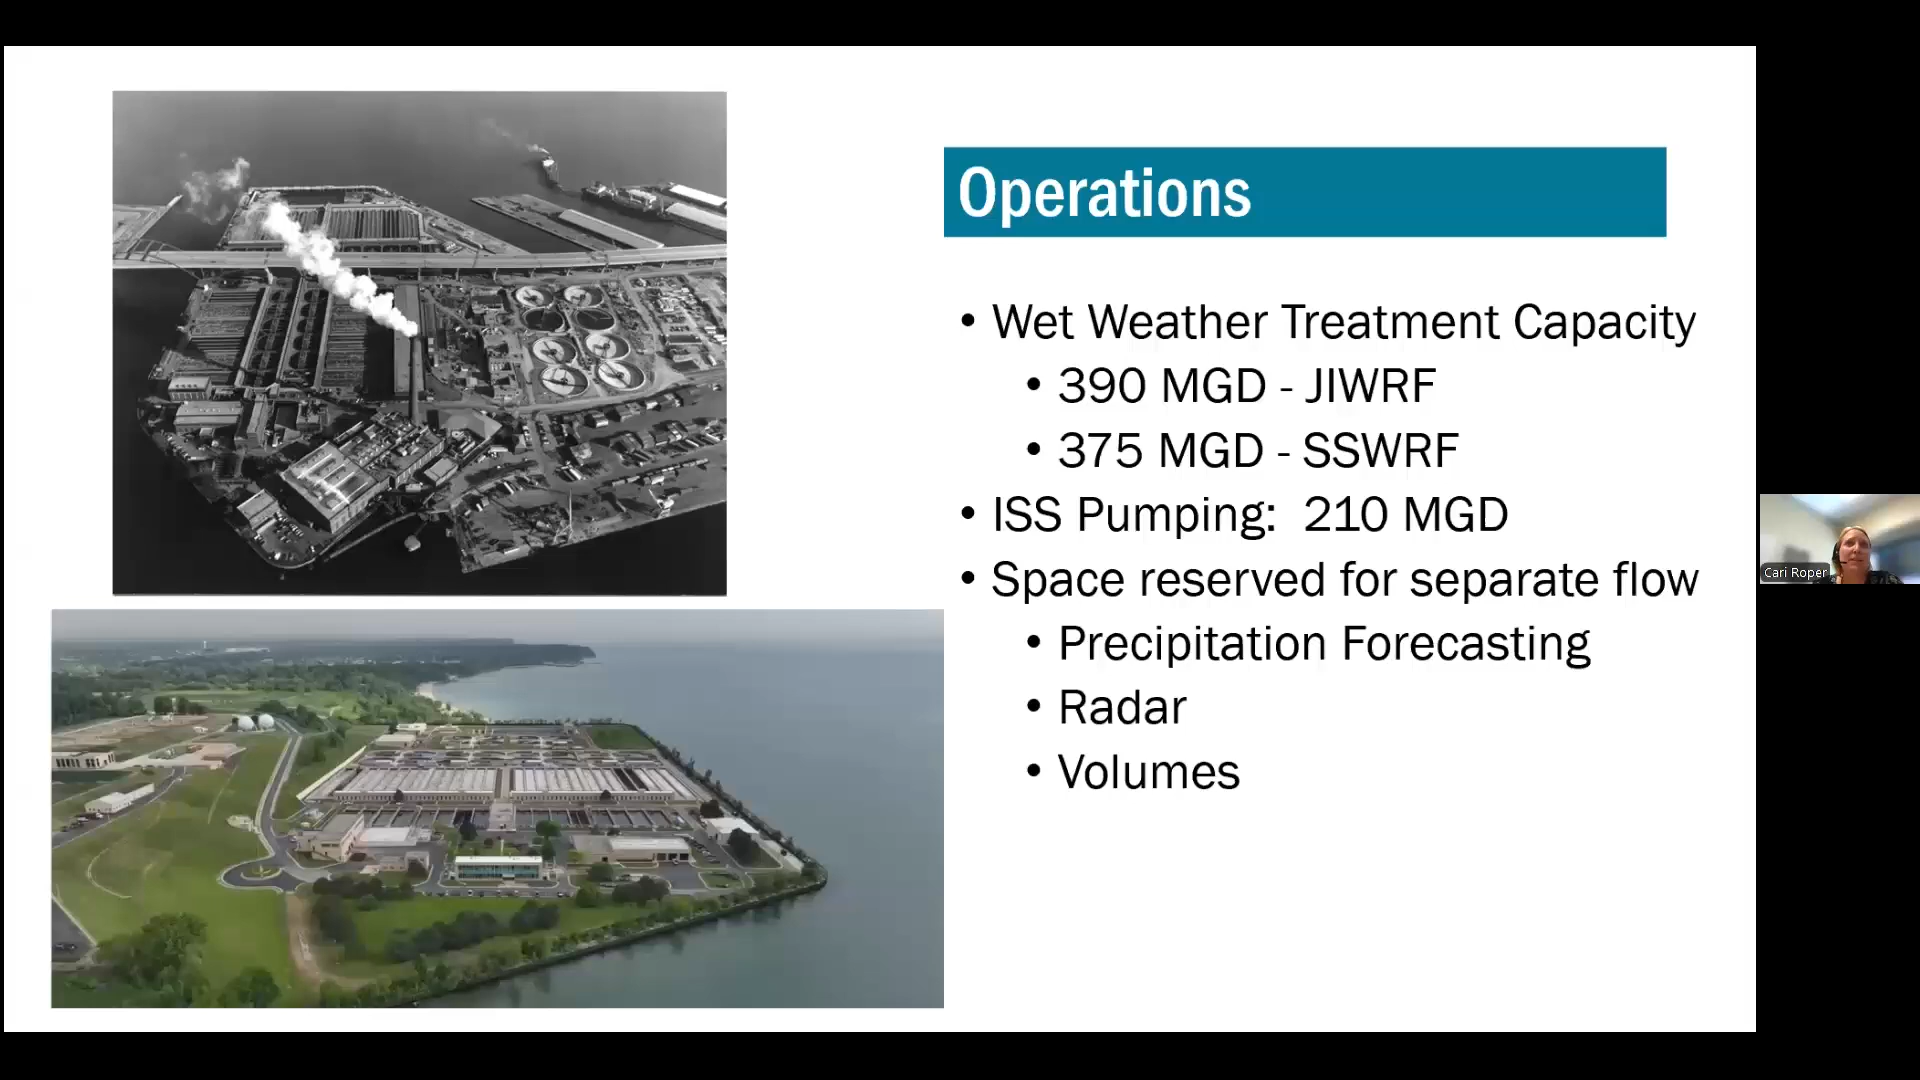 Operations
• Wet Weather Treatment Capacity
• 390 MGD - JIWRF
• 375 MGD - SSWRF
• ISS Pumping: 210 MGD
• Space reserved for separate flow
• Precipitation Forecasting
• Radar
• Volumes
Cari Roper